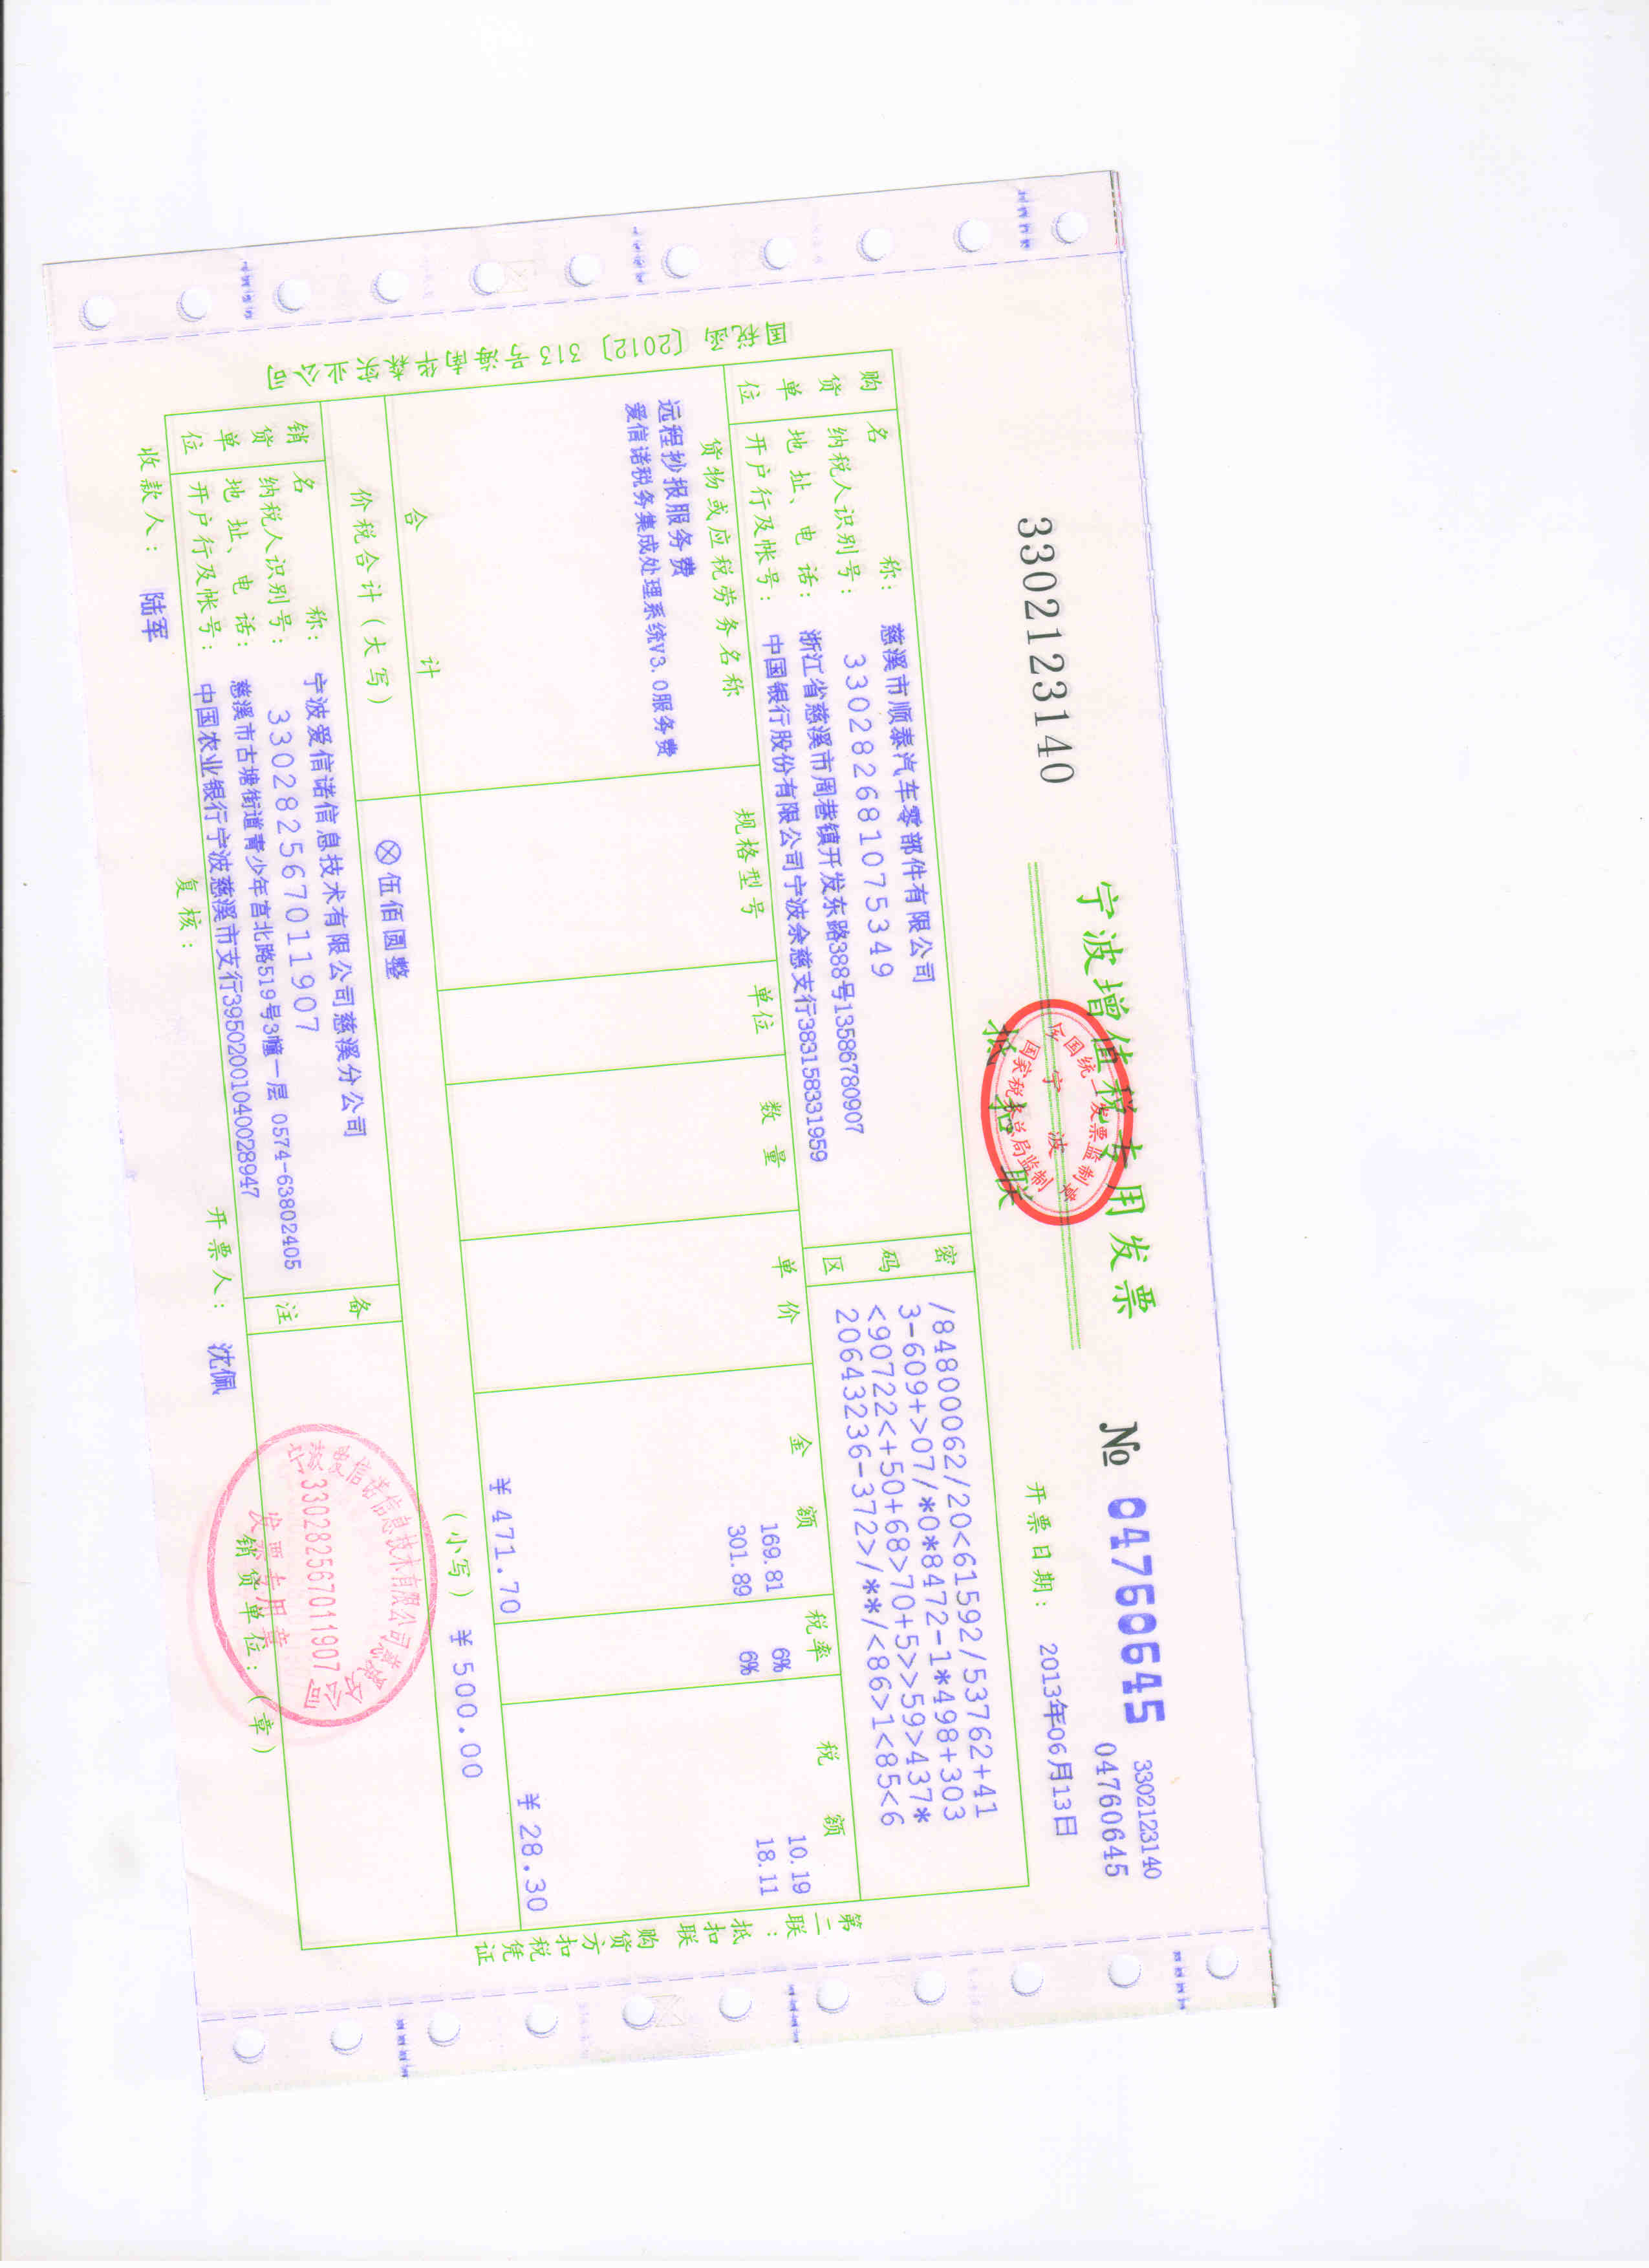 3302123140
宁波增值税专用发票
抵扣联
全国统一发票监制章
宁波
国家税务总局监制
№ 04760645
3302123140
04760645
开票日期： 2013年06月13日
购货单位
名称： 慈溪市顺泰汽车零部件有限公司
纳税人识别号： 330282681075349
地址、电话： 浙江省慈溪市周巷镇开发东路388号13586780907
开户行及帐号： 中国银行股份有限公司宁波余慈支行383158331959
密码区
/84800062/20<61592/53762+41
3-609+>07/*0*8472-1*498+303
<90722<+50+68>70+5>>59>437*
20643236-372>/**/<86>1<85<6
货物或应税劳务名称 规格型号 单位 数量 单价 金额 税率 税额
远程抄报服务费 169.81 6% 10.19
爱信诺税务集成处理系统V3.0服务费 301.89 6% 18.11
合计 ¥471.70 ¥28.30
价税合计（大写） ⊗伍佰圆整 （小写）¥500.00
销货单位
名称： 宁波爱信诺信息技术有限公司慈溪分公司
纳税人识别号： 330282567011907
地址、电话： 慈溪市古塘街道青少年宫北路519号3幢一层 0574-63802405
开户行及帐号： 中国农业银行宁波慈溪市支行39502001040028947
备注
宁波爱信诺信息技术有限公司慈溪分公司
330282567011907
发票专用章
收款人： 陆军 复核： 开票人： 沈佩 销货单位：（章）
国税函〔2012〕313号海南华森实业公司
第二联：抵扣联 购货方扣税凭证